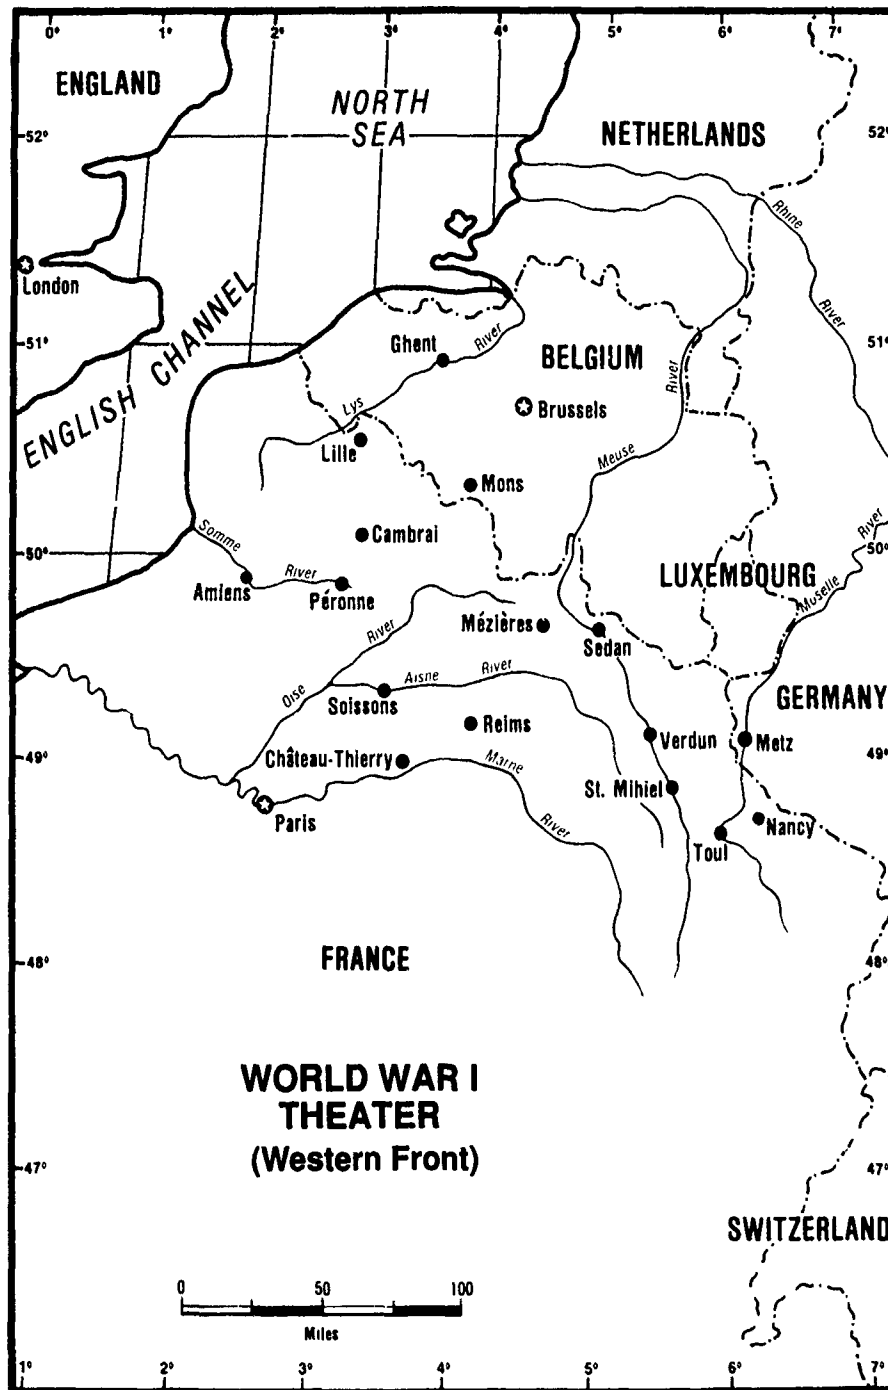 0° 1° 2° 3° 4° 5° 6° 7°
ENGLAND
NORTH
SEA
NETHERLANDS
52° 52°
Rhine
River
London
ENGLISH CHANNEL
51° 51°
Ghent
River
BELGIUM
River
Lys
Brussels
Lille
Meuse
Mons
Somme
Cambrai
River
50° 50°
LUXEMBOURG
Amiens
River
Péronne
Moselle
Mézières
River
Sedan
Oise
Aisne
River
GERMANY
Soissons
Reims
Verdun
Metz
49° 49°
Château-Thierry
Marne
St. Mihiel
Paris
River
Toul
Nancy
FRANCE
48° 48°
WORLD WAR I
THEATER
(Western Front)
47° 47°
SWITZERLAND
0 50 100
Miles
1° 2° 3° 4° 5° 6° 7°